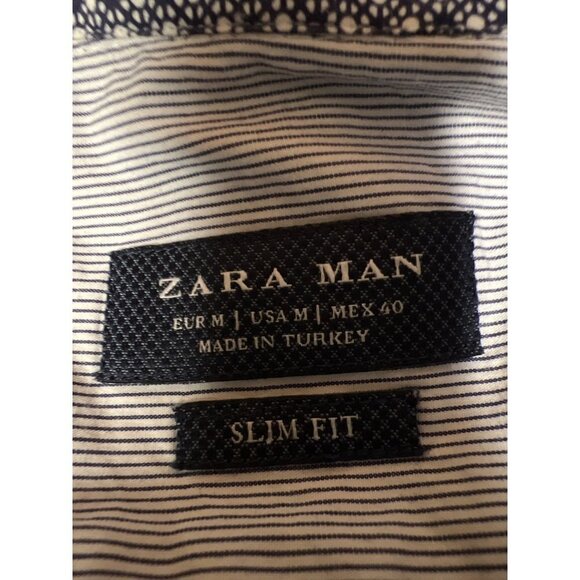 ZARA MAN
EUR M | USA M | MEX 40
MADE IN TURKEY
SLIM FIT